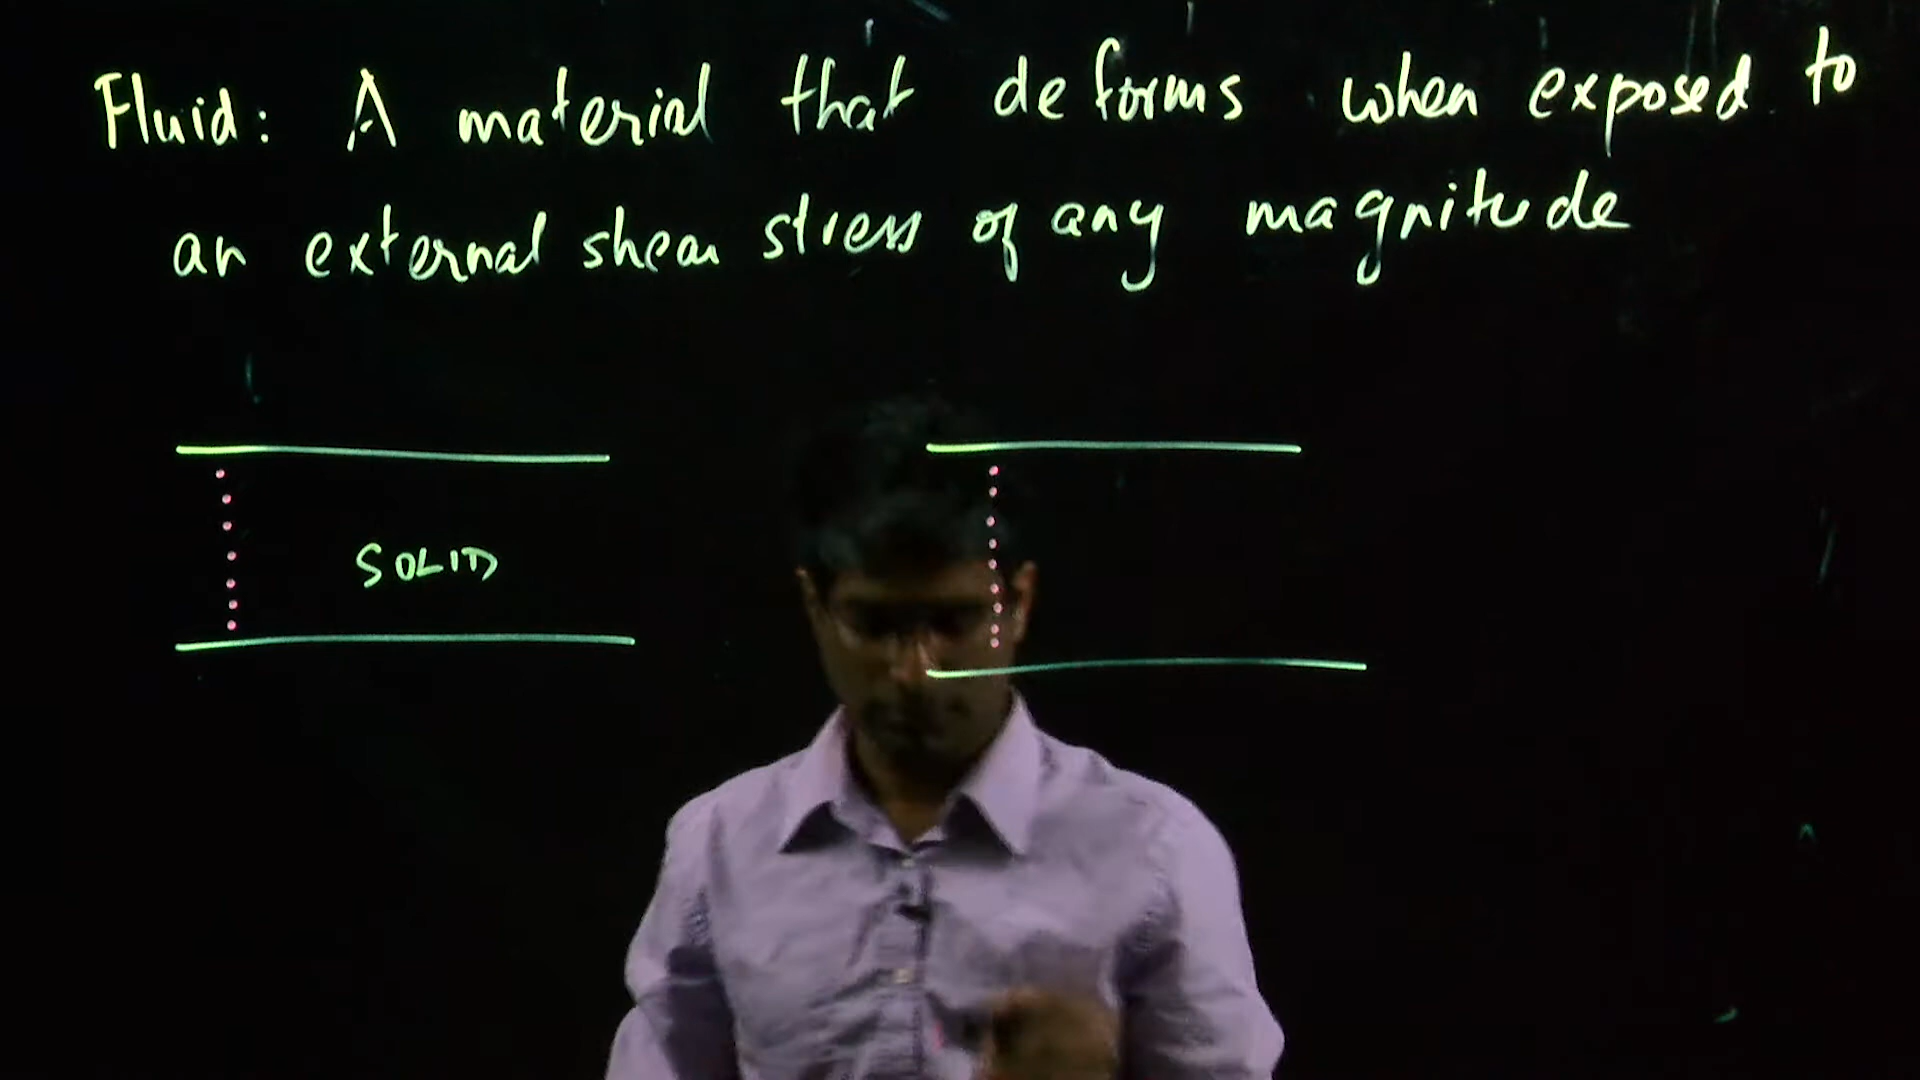 Fluid: A material that deforms when exposed to
an external shear stress of any magnitude
SOLID